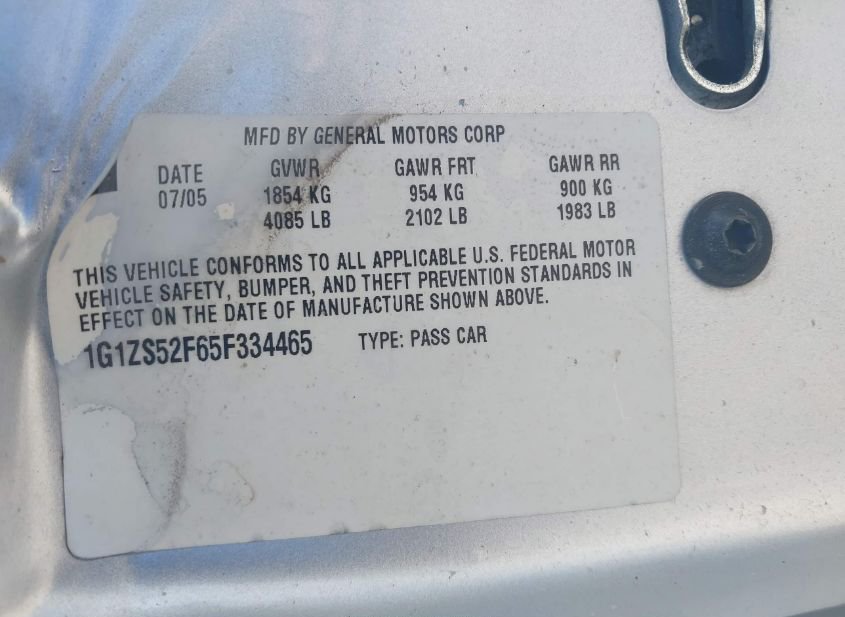 MFD BY GENERAL MOTORS CORP
DATE GVWR GAWR FRT GAWR RR
07/05 1854 KG 954 KG 900 KG
4085 LB 2102 LB 1983 LB
THIS VEHICLE CONFORMS TO ALL APPLICABLE U.S. FEDERAL MOTOR
VEHICLE SAFETY, BUMPER, AND THEFT PREVENTION STANDARDS IN
EFFECT ON THE DATE OF MANUFACTURE SHOWN ABOVE.
1G1ZS52F65F334465 TYPE: PASS CAR